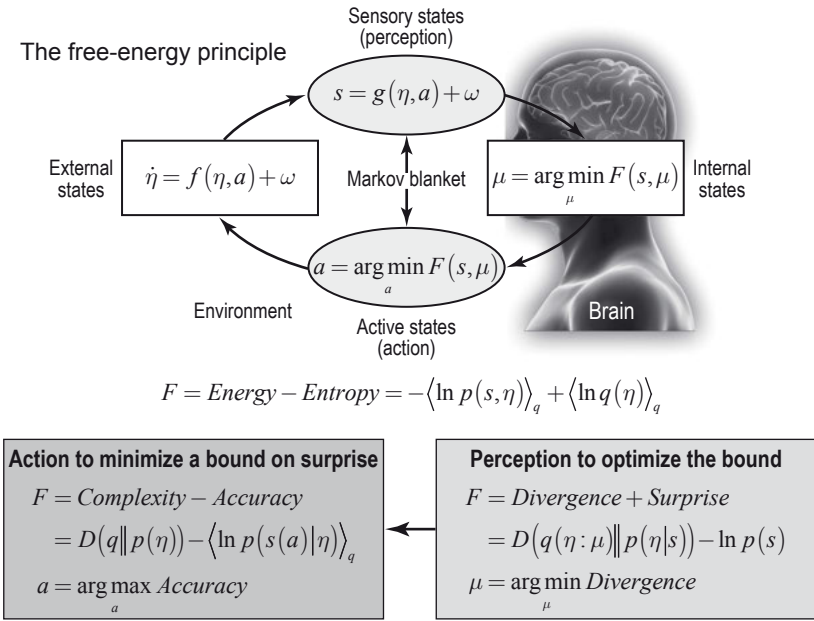 The free-energy principle
Sensory states
(perception)
s = g(η, a) + ω
External
states
η̇ = f(η, a) + ω
Markov blanket
μ = arg min F(s, μ)
μ
Internal
states
a = arg min F(s, μ)
a
Environment
Active states
(action)
Brain
F = Energy − Entropy = −⟨ln p(s, η)⟩q + ⟨ln q(η)⟩q
Action to minimize a bound on surprise
F = Complexity − Accuracy
= D(q‖p(η)) − ⟨ln p(s(a)|η)⟩q
a = arg max Accuracy
a
Perception to optimize the bound
F = Divergence + Surprise
= D(q(η : μ)‖p(η|s)) − ln p(s)
μ = arg min Divergence
μ